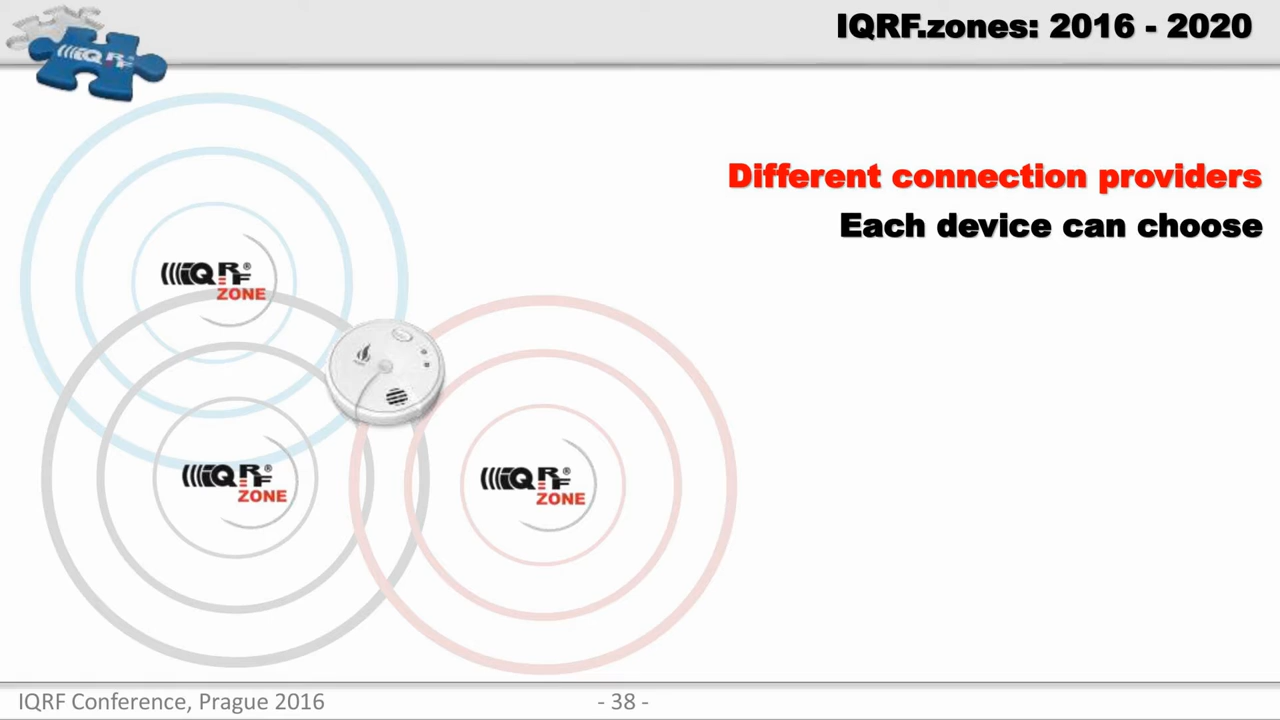 IQRF
IQRF.zones: 2016 - 2020
Different connection providers
Each device can choose
IQRF®
ZONE
IQRF®
ZONE
IQRF®
ZONE
IQRF Conference, Prague 2016
- 38 -